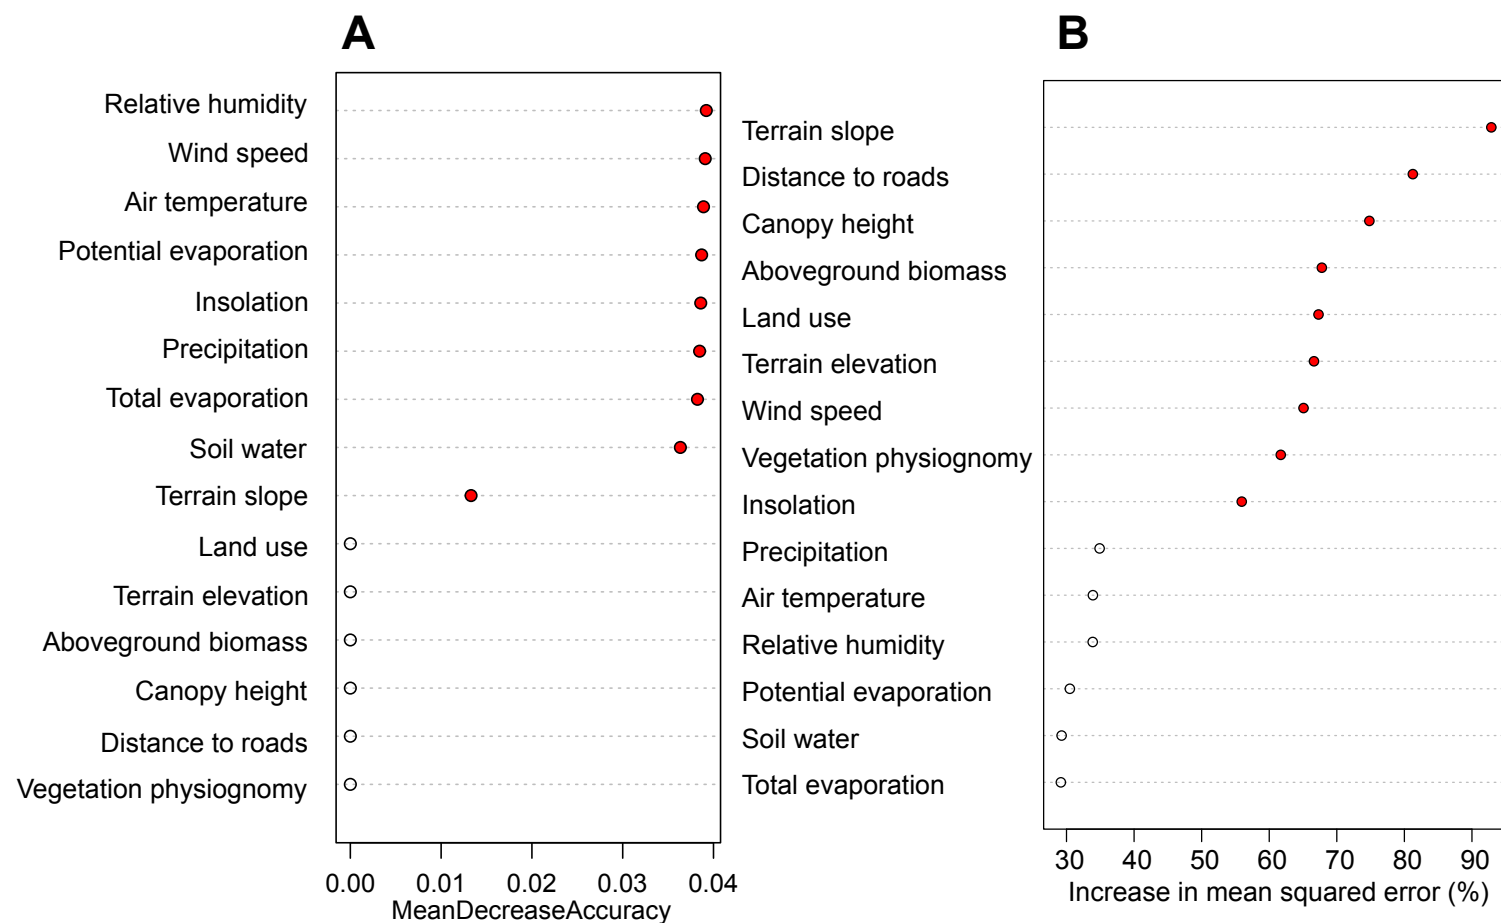 A
Relative humidity
Wind speed
Air temperature
Potential evaporation
Insolation
Precipitation
Total evaporation
Soil water
Terrain slope
Land use
Terrain elevation
Aboveground biomass
Canopy height
Distance to roads
Vegetation physiognomy
0.00 0.01 0.02 0.03 0.04
MeanDecreaseAccuracy
B
Terrain slope
Distance to roads
Canopy height
Aboveground biomass
Land use
Terrain elevation
Wind speed
Vegetation physiognomy
Insolation
Precipitation
Air temperature
Relative humidity
Potential evaporation
Soil water
Total evaporation
30 40 50 60 70 80 90
Increase in mean squared error (%)